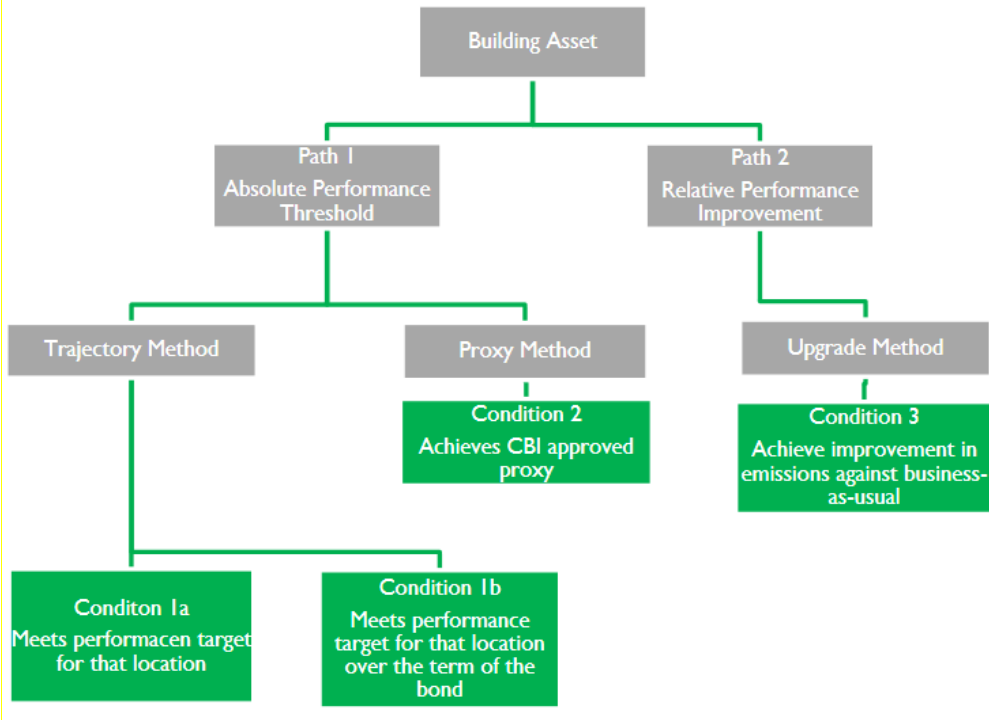 Building Asset
Path 1
Absolute Performance
Threshold
Path 2
Relative Performance
Improvement
Trajectory Method
Proxy Method
Upgrade Method
Condition 2
Achieves CBI approved
proxy
Condition 3
Achieve improvement in
emissions against business-
as-usual
Conditon 1a
Meets performacen target
for that location
Condition 1b
Meets performance
target for that location
over the term of the
bond